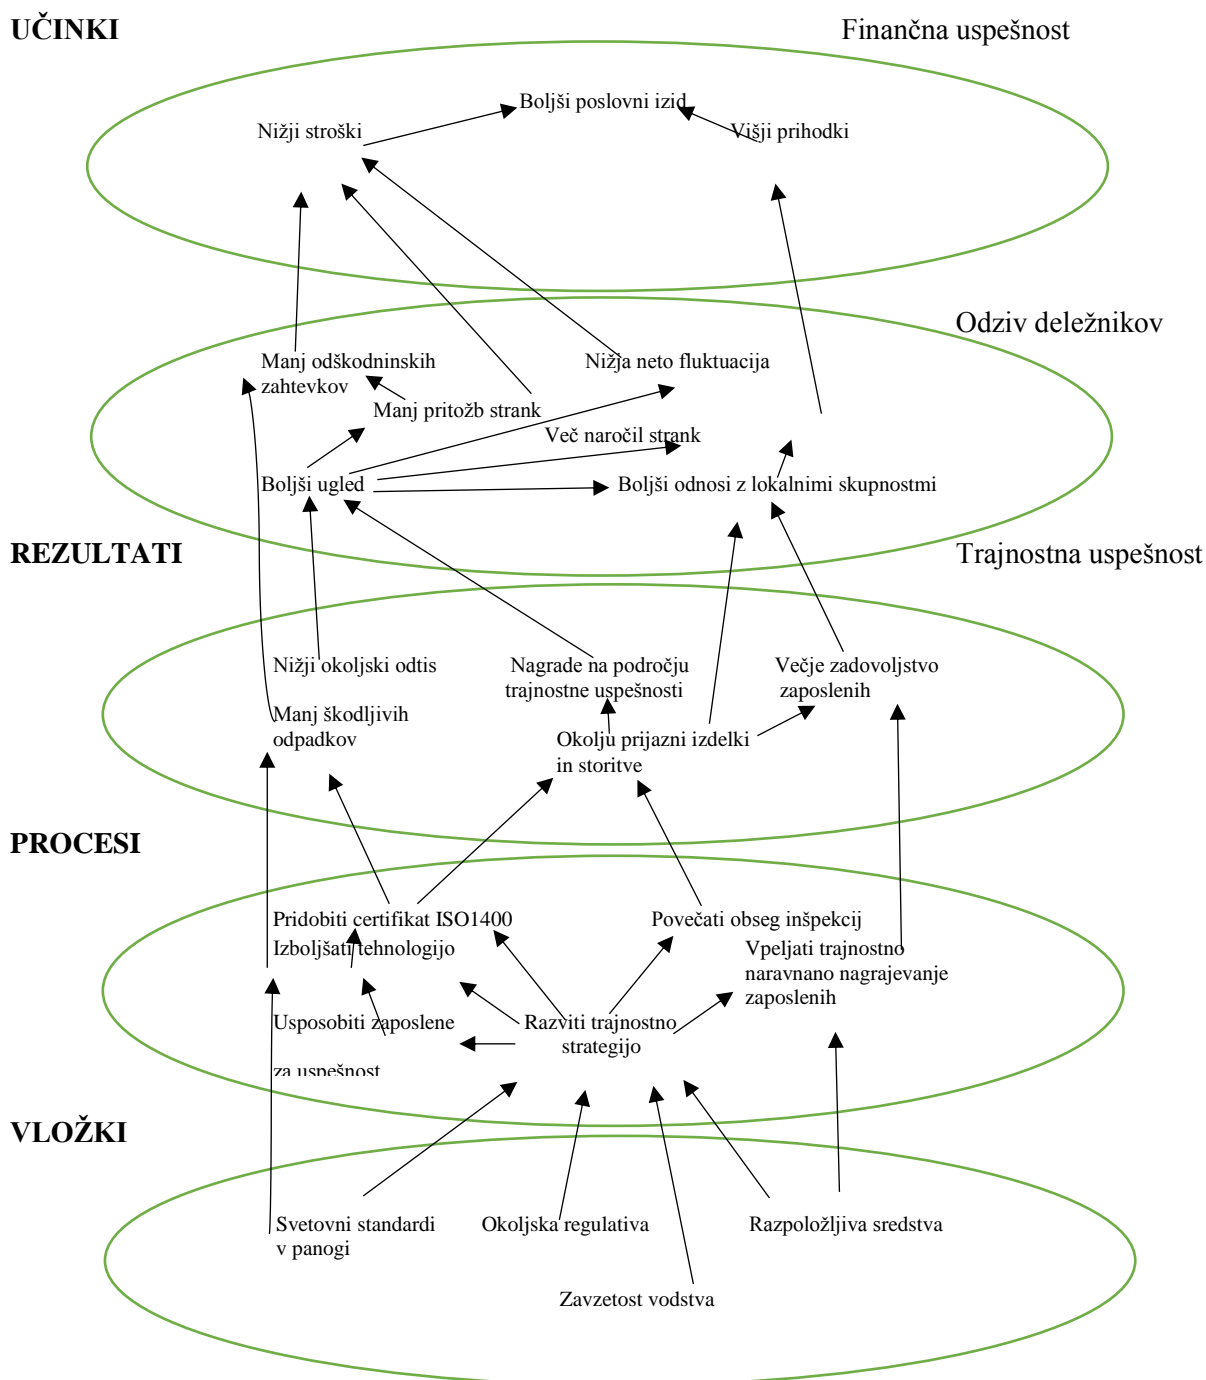 UČINKI
Finančna uspešnost
Boljši poslovni izid
Nižji stroški
Višji prihodki
Odziv deležnikov
Manj odškodninskih
zahtevkov
Nižja neto fluktuacija
Manj pritožb strank
Več naročil strank
Boljši ugled
Boljši odnosi z lokalnimi skupnostmi
REZULTATI
Trajnostna uspešnost
Nižji okoljski odtis
Nagrade na področju
trajnostne uspešnosti
Večje zadovoljstvo
zaposlenih
Manj škodljivih
odpadkov
Okolju prijazni izdelki
in storitve
PROCESI
Pridobiti certifikat ISO1400
Izboljšati tehnologijo
Povečati obseg inšpekcij
Vpeljati trajnostno
naravnano nagrajevanje
zaposlenih
Usposobiti zaposlene
za uspešnost
Razviti trajnostno
strategijo
VLOŽKI
Svetovni standardi
v panogi
Okoljska regulativa
Razpoložljiva sredstva
Zavzetost vodstva